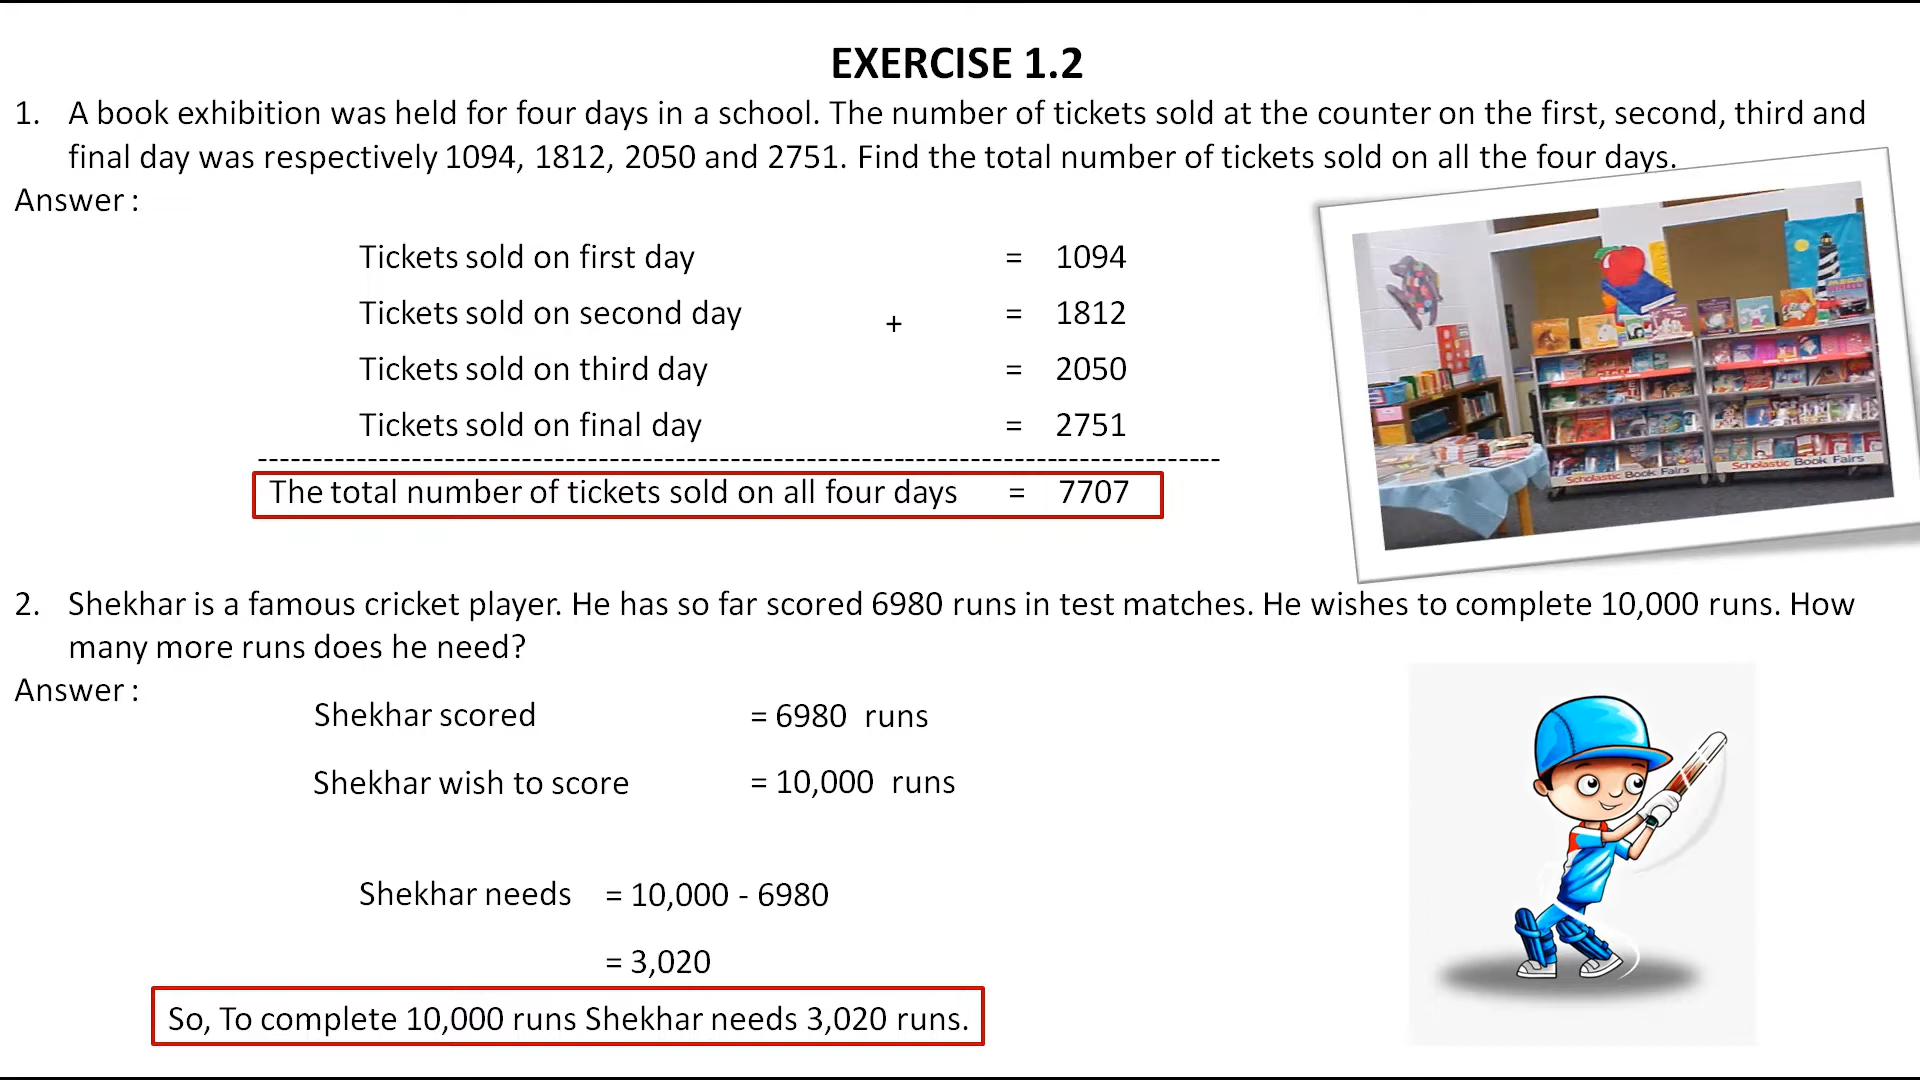 EXERCISE 1.2
1. A book exhibition was held for four days in a school. The number of tickets sold at the counter on the first, second, third and
final day was respectively 1094, 1812, 2050 and 2751. Find the total number of tickets sold on all the four days.
Answer :
Tickets sold on first day = 1094
Tickets sold on second day + = 1812
Tickets sold on third day = 2050
Tickets sold on final day = 2751
The total number of tickets sold on all four days = 7707
Scholastic Book Fairs
Scholastic Book Fairs
2. Shekhar is a famous cricket player. He has so far scored 6980 runs in test matches. He wishes to complete 10,000 runs. How
many more runs does he need?
Answer :
Shekhar scored = 6980 runs
Shekhar wish to score = 10,000 runs
Shekhar needs = 10,000 - 6980
= 3,020
So, To complete 10,000 runs Shekhar needs 3,020 runs.